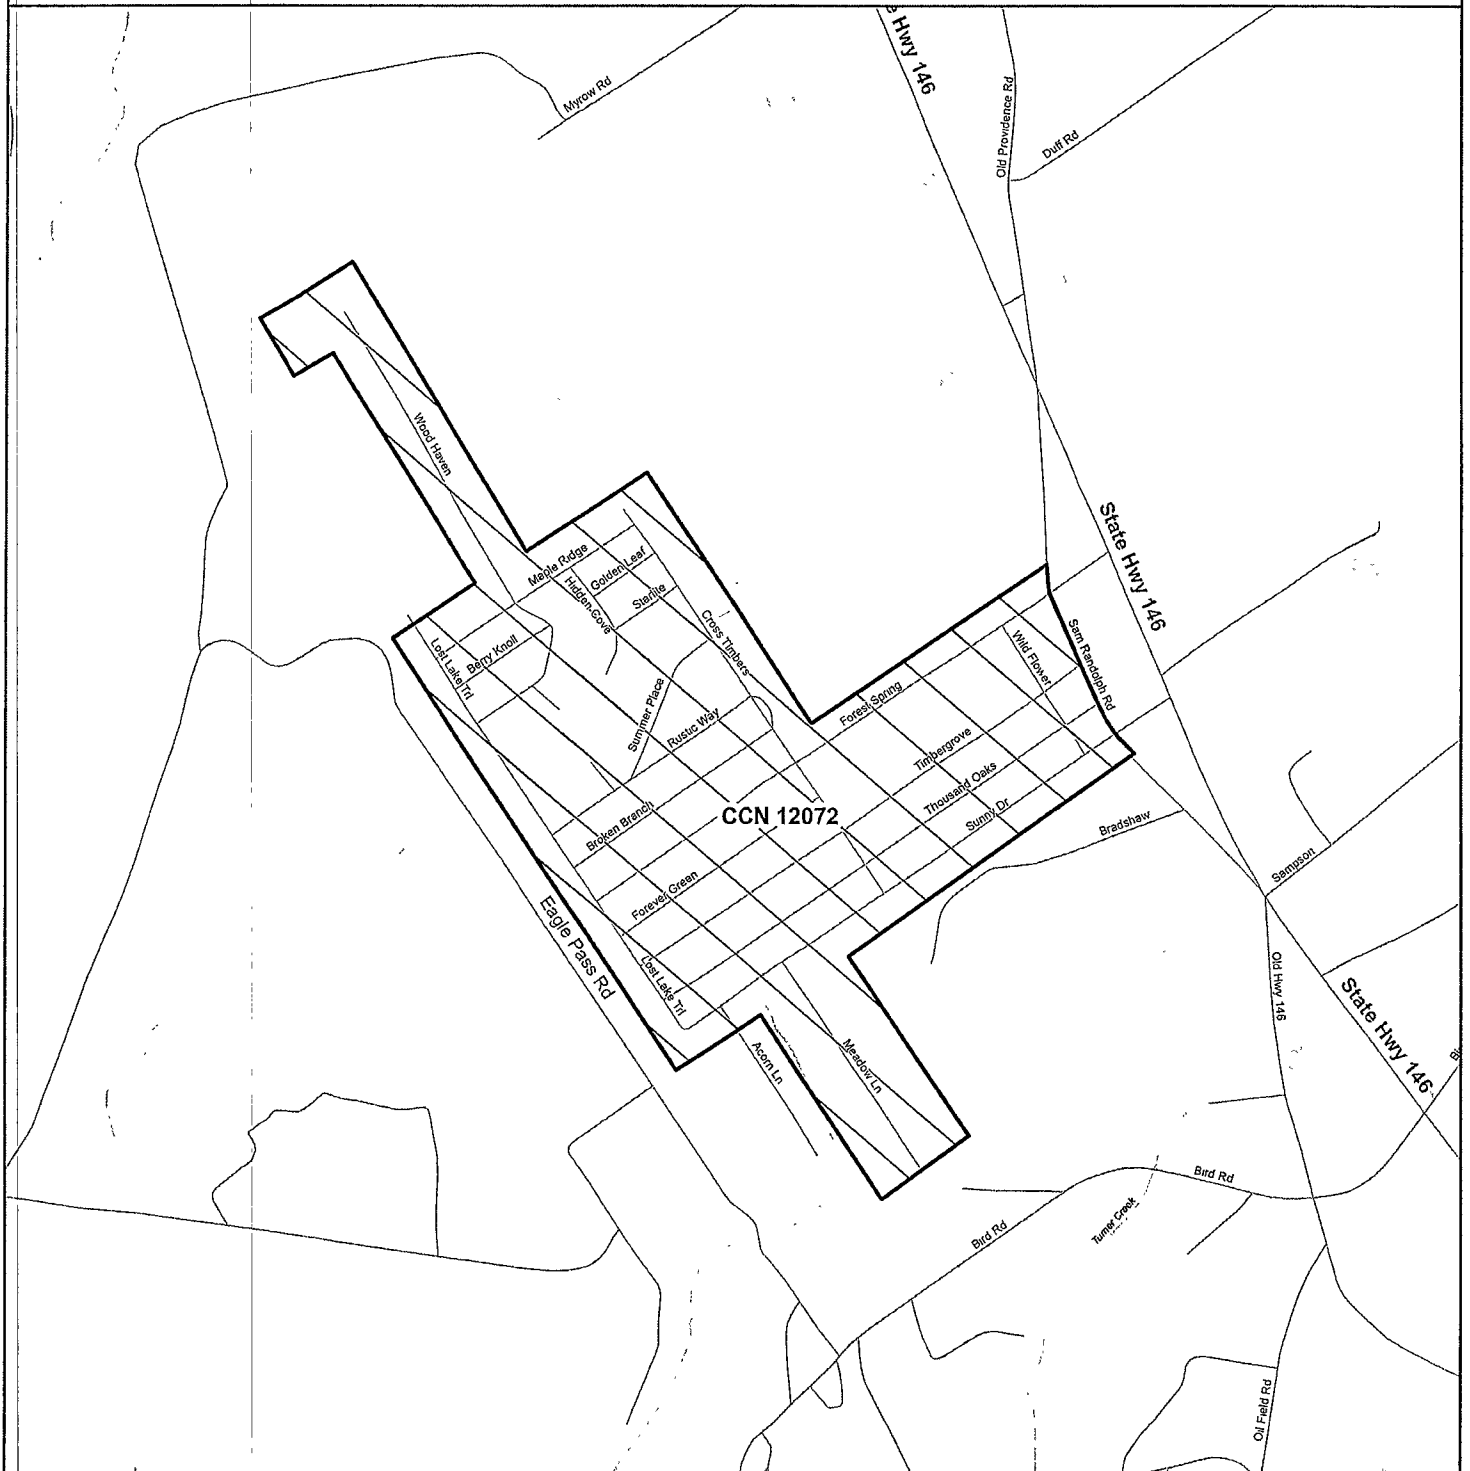 e Hwy 146
Myrow Rd
Old Providence Rd
Duff Rd
Wood Haven
State Hwy 146
Maple Ridge
Golden Leaf
Hidden Cove
Starlite
Cross Timbers
Sam Randolph Rd
Wild Flower
Lost Lake Trl
Berry Knoll
Summer Place
Rustic Way
Forest Spring
Timbergrove
Thousand Oaks
Sunny Dr
CCN 12072
Broken Branch
Bradshaw
Sampson
Forever Green
Eagle Pass Rd
Lost Lake Trl
Old Hwy 146
State Hwy 146
Acorn Ln
Meadow Ln
Bird Rd
Turner Creek
Bird Rd
Oil Field Rd